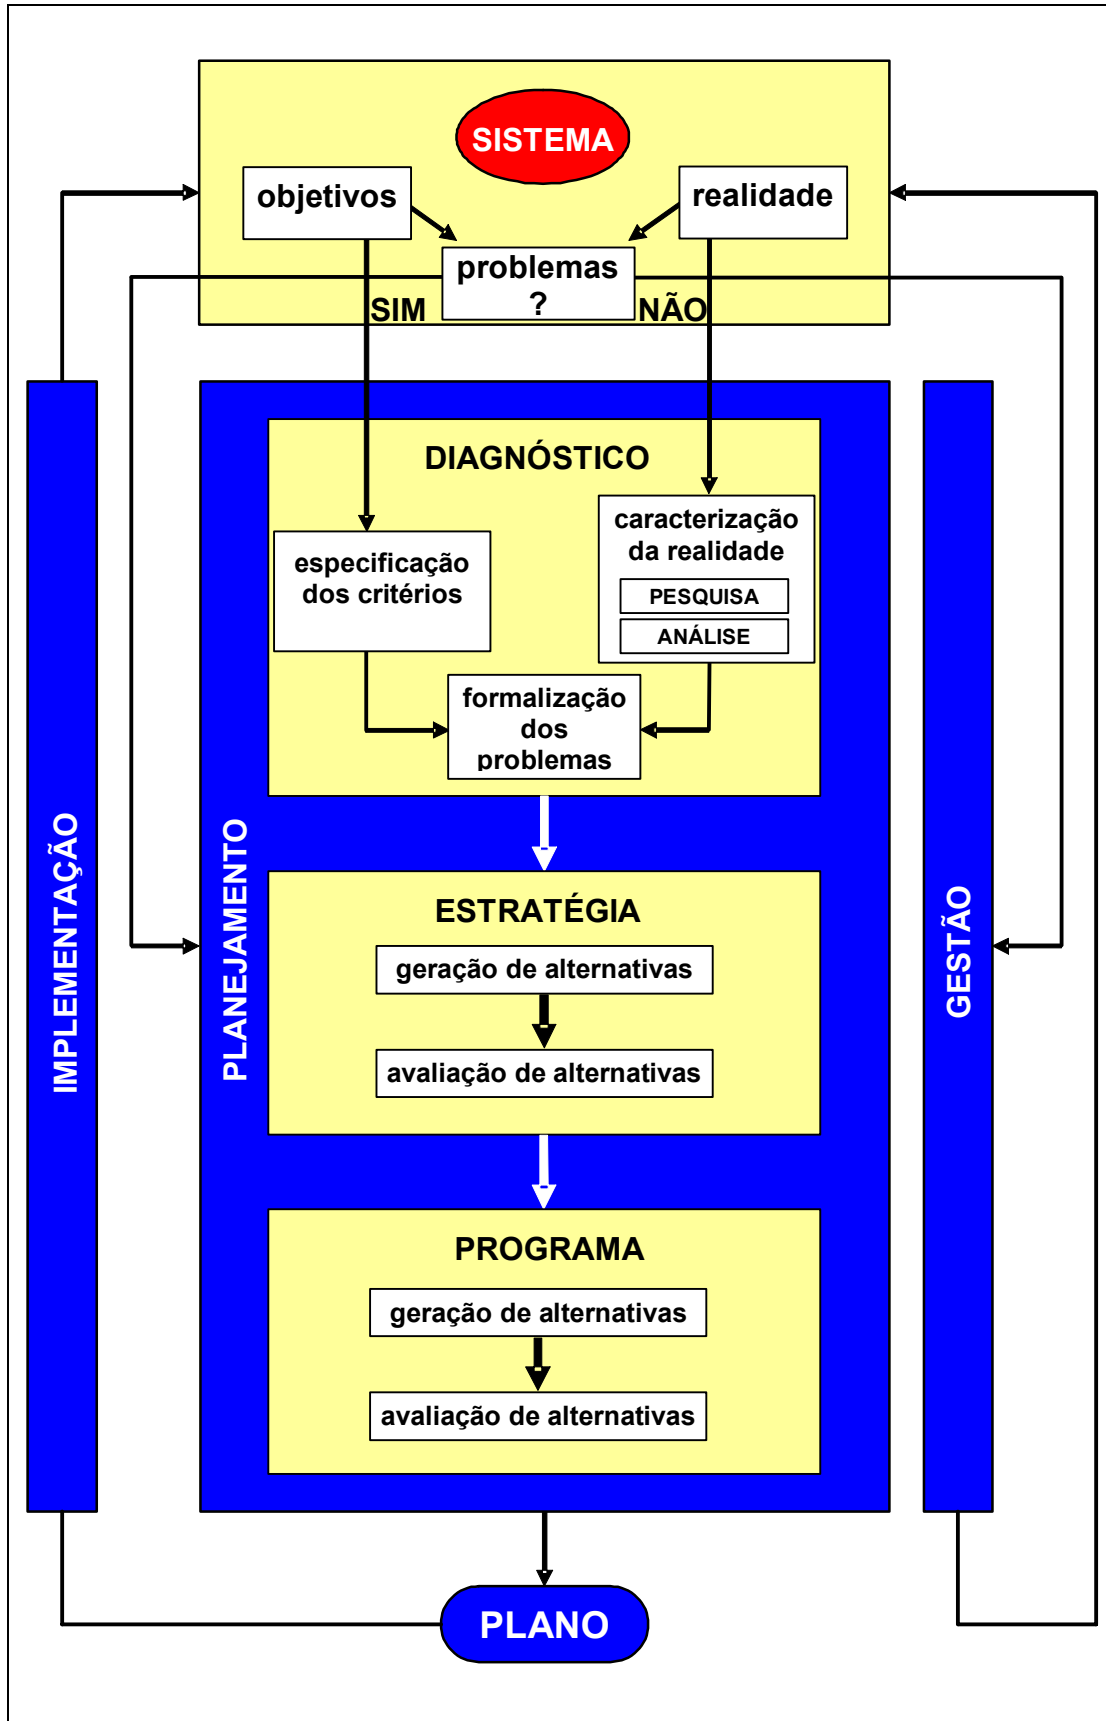 SISTEMA
objetivos
realidade
problemas
?
SIM
NÃO
DIAGNÓSTICO
especificação
dos critérios
caracterização
da realidade
PESQUISA
ANÁLISE
formalização
dos
problemas
IMPLEMENTAÇÃO
PLANEJAMENTO
GESTÃO
ESTRATÉGIA
geração de alternativas
avaliação de alternativas
PROGRAMA
geração de alternativas
avaliação de alternativas
PLANO